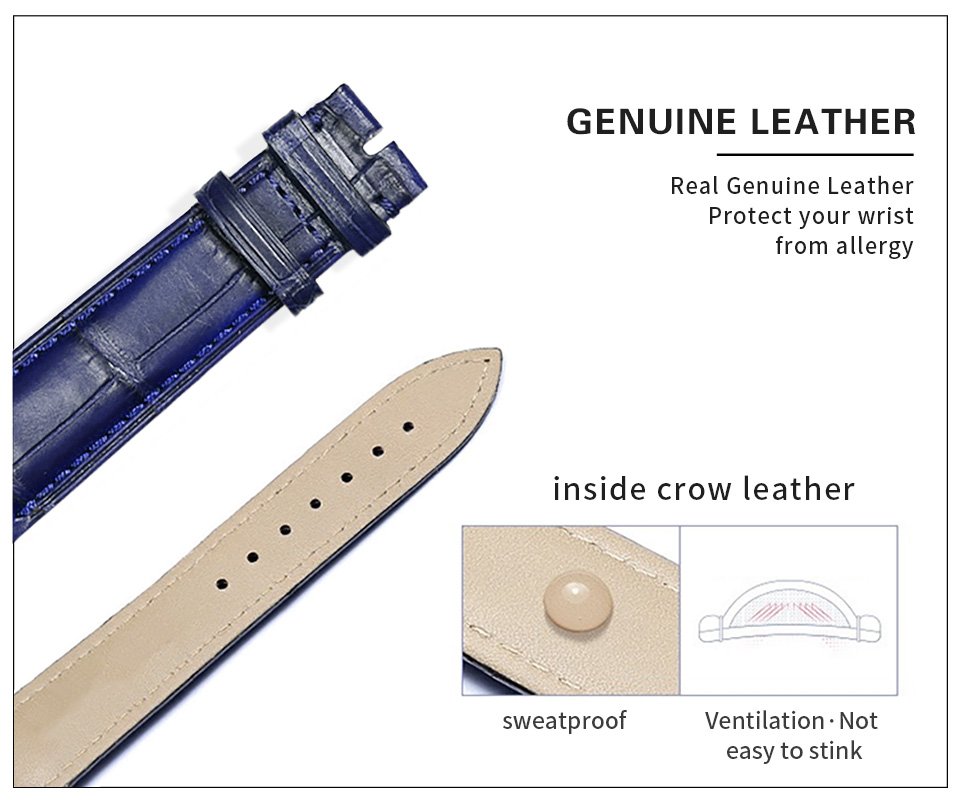 GENUINE LEATHER
Real Genuine Leather
Protect your wrist
from allergy
inside crow leather
sweatproof
Ventilation·Not
easy to stink